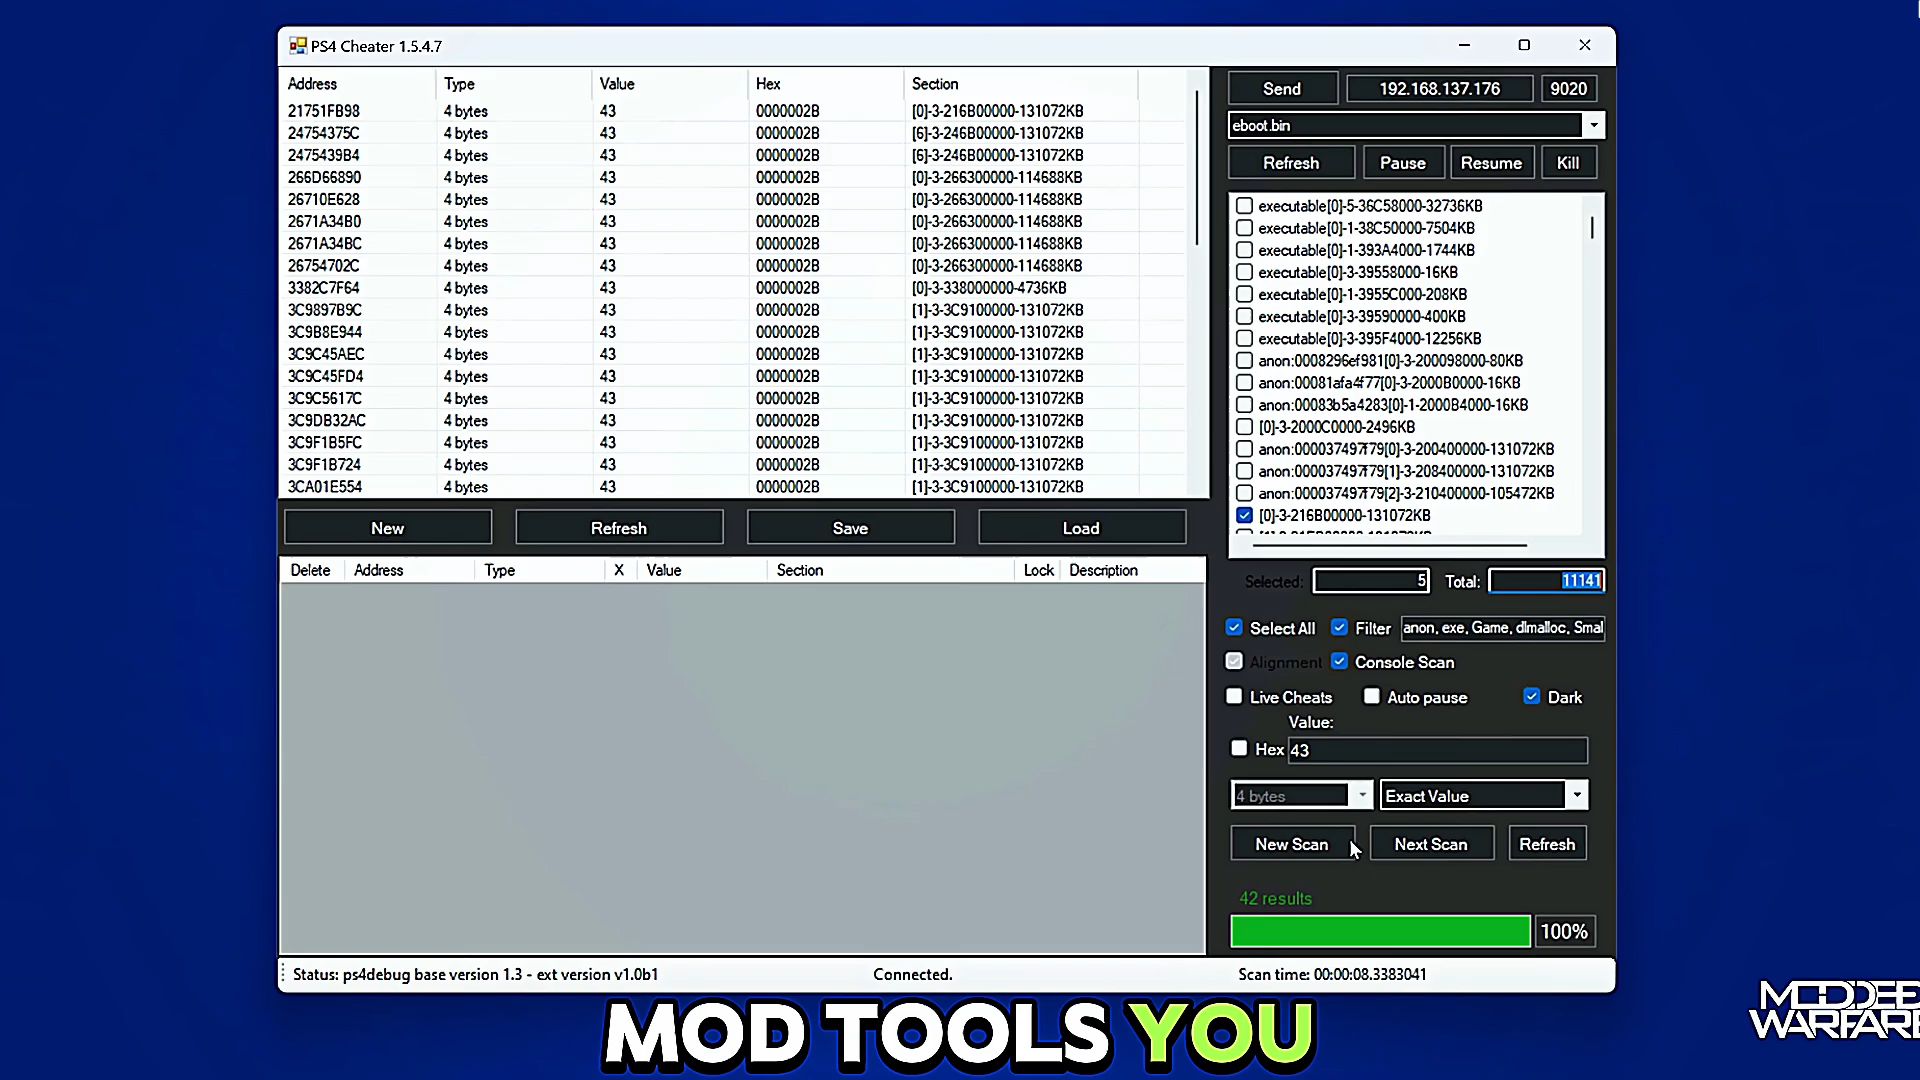 PS4 Cheater 1.5.4.7
Address Type Value Hex Section
21751FB98 4 bytes 43 0000002B [0]-3-216B00000-131072KB
24754375C 4 bytes 43 0000002B [6]-3-246B00000-131072KB
2475439B4 4 bytes 43 0000002B [6]-3-246B00000-131072KB
266D66890 4 bytes 43 0000002B [0]-3-266300000-114688KB
26710E628 4 bytes 43 0000002B [0]-3-266300000-114688KB
2671A34B0 4 bytes 43 0000002B [0]-3-266300000-114688KB
2671A34BC 4 bytes 43 0000002B [0]-3-266300000-114688KB
26754702C 4 bytes 43 0000002B [0]-3-266300000-114688KB
3382C7F64 4 bytes 43 0000002B [0]-3-338000000-4736KB
3C9897B9C 4 bytes 43 0000002B [1]-3-3C9100000-131072KB
3C9B8E944 4 bytes 43 0000002B [1]-3-3C9100000-131072KB
3C9C45AEC 4 bytes 43 0000002B [1]-3-3C9100000-131072KB
3C9C45FD4 4 bytes 43 0000002B [1]-3-3C9100000-131072KB
3C9C5617C 4 bytes 43 0000002B [1]-3-3C9100000-131072KB
3C9DB32AC 4 bytes 43 0000002B [1]-3-3C9100000-131072KB
3C9F1B5FC 4 bytes 43 0000002B [1]-3-3C9100000-131072KB
3C9F1B724 4 bytes 43 0000002B [1]-3-3C9100000-131072KB
3CA01E554 4 bytes 43 0000002B [1]-3-3C9100000-131072KB
New Refresh Save Load
Delete Address Type X Value Section Lock Description
Send 192.168.137.176 9020
eboot.bin
Refresh Pause Resume Kill
executable[0]-5-36C58000-32736KB
executable[0]-1-38C50000-7504KB
executable[0]-1-393A4000-1744KB
executable[0]-3-39558000-16KB
executable[0]-1-3955C000-208KB
executable[0]-3-39590000-400KB
executable[0]-3-395F4000-12256KB
anon:0008296ef981[0]-3-200098000-80KB
anon:00081afa4f77[0]-3-2000B0000-16KB
anon:00083b5a4283[0]-1-2000B4000-16KB
[0]-3-2000C0000-2496KB
anon:000037497f79[0]-3-200400000-131072KB
anon:000037497f79[1]-3-208400000-131072KB
anon:000037497f79[2]-3-210400000-105472KB
[0]-3-216B00000-131072KB
Selected: 5 Total: 11141
Select All Filter anon, exe, Game, dlmalloc, Smal
Alignment Console Scan
Live Cheats Auto pause Dark
Value:
Hex 43
4 bytes Exact Value
New Scan Next Scan Refresh
42 results
100%
Status: ps4debug base version 1.3 - ext version v1.0b1 Connected. Scan time: 00:00:08.3383041
MOD TOOLS YOU
MODDED
WARFARE